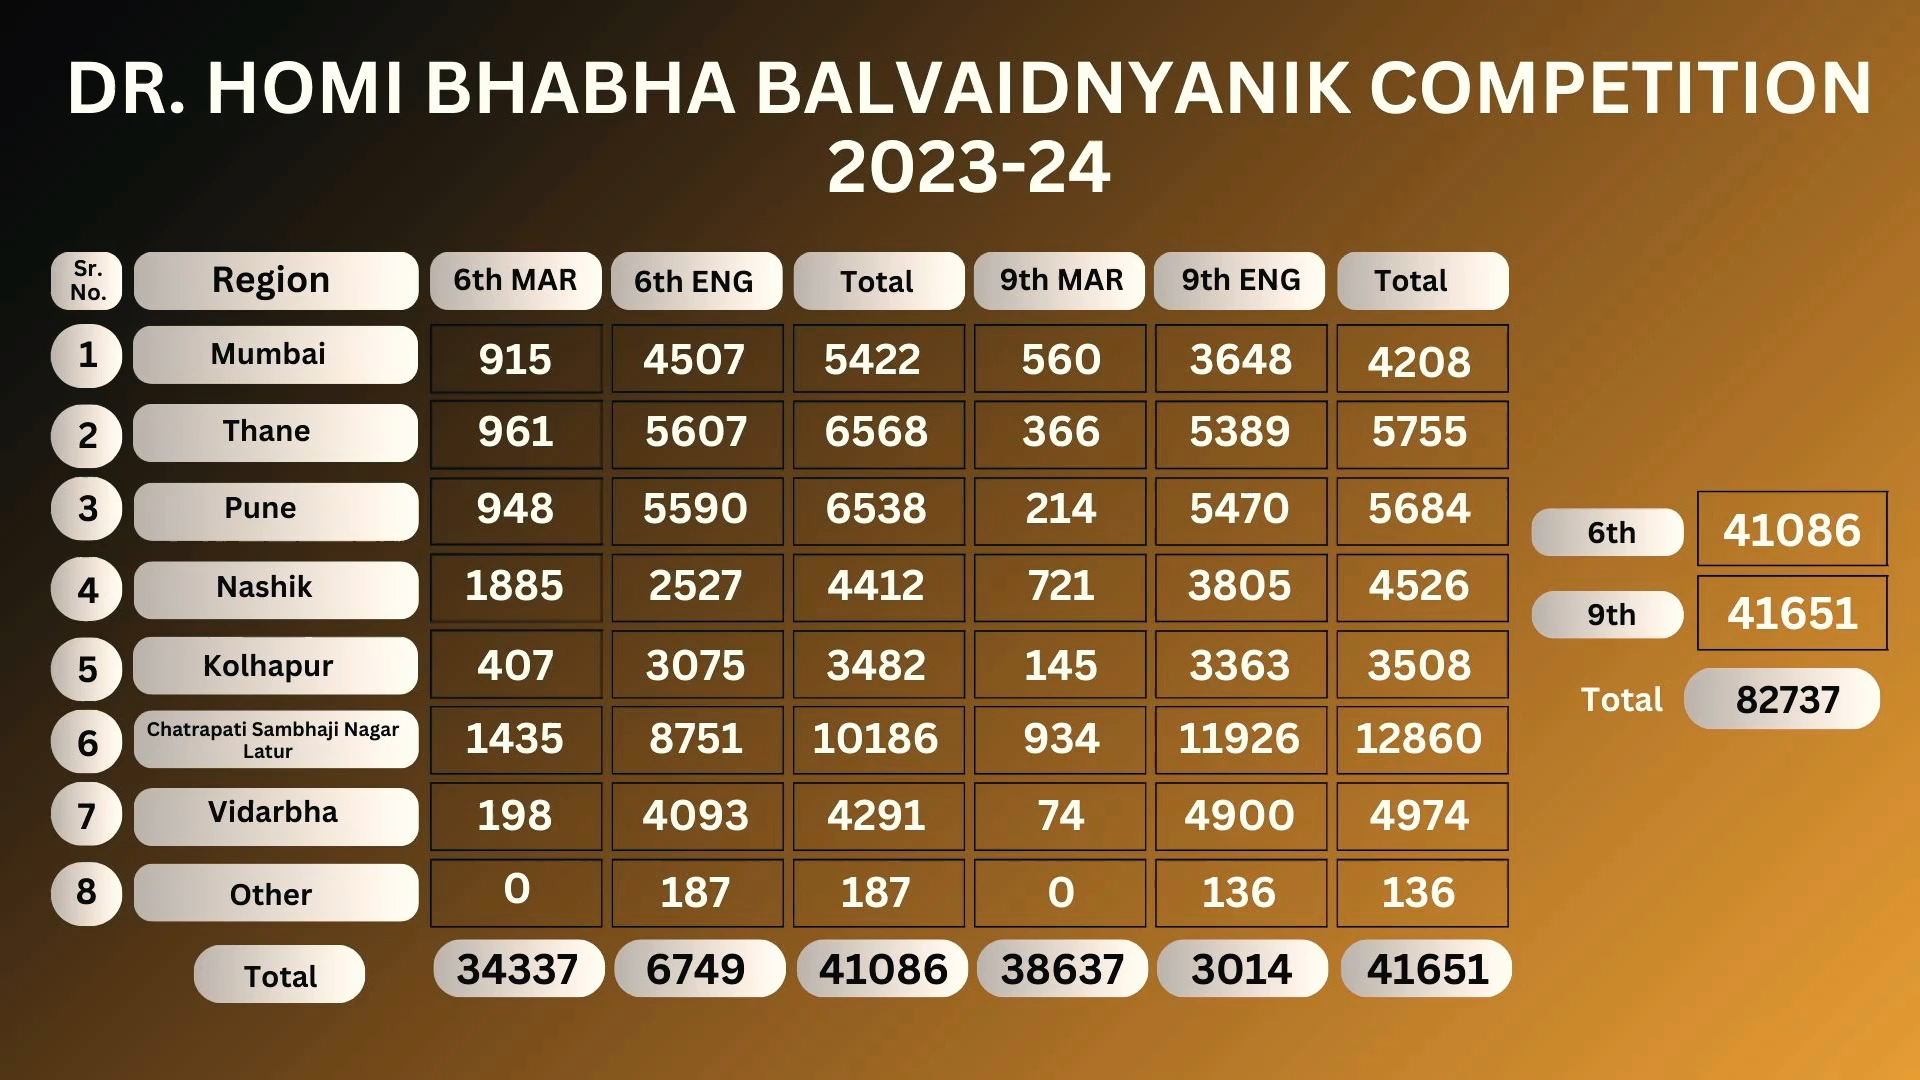 DR. HOMI BHABHA BALVAIDNYANIK COMPETITION
2023-24
Sr. No. Region 6th MAR 6th ENG Total 9th MAR 9th ENG Total
1 Mumbai 915 4507 5422 560 3648 4208
2 Thane 961 5607 6568 366 5389 5755
3 Pune 948 5590 6538 214 5470 5684
4 Nashik 1885 2527 4412 721 3805 4526
5 Kolhapur 407 3075 3482 145 3363 3508
6 Chatrapati Sambhaji Nagar Latur 1435 8751 10186 934 11926 12860
7 Vidarbha 198 4093 4291 74 4900 4974
8 Other 0 187 187 0 136 136
Total 34337 6749 41086 38637 3014 41651
6th 41086
9th 41651
Total 82737